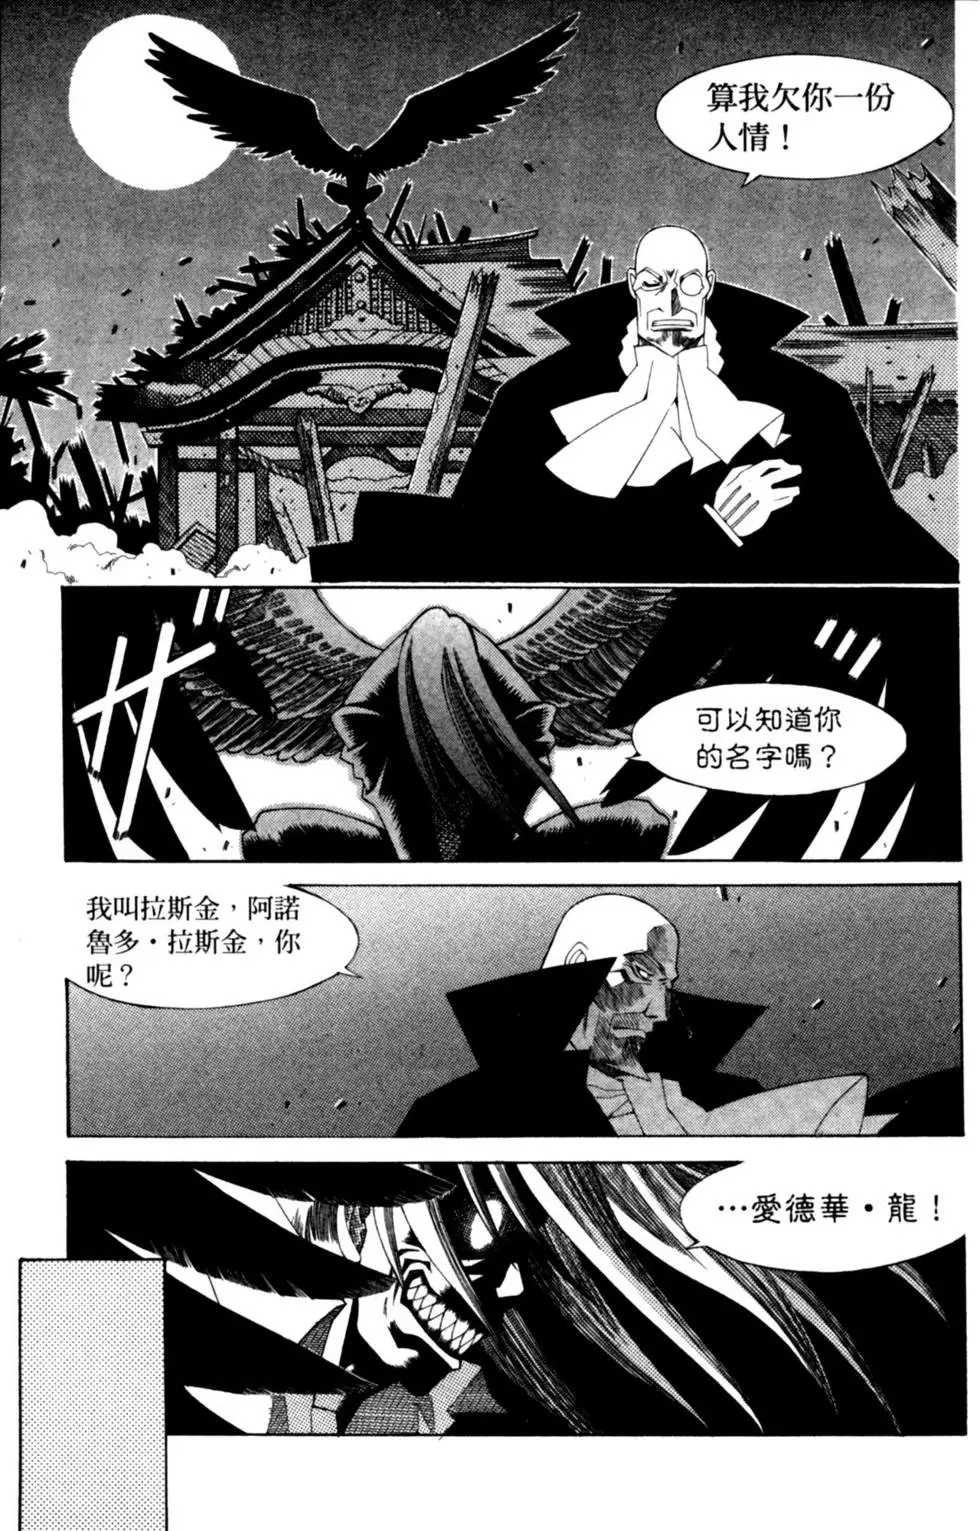 算我欠你一份
人情！
可以知道你
的名字嗎？
我叫拉斯金，阿諾
魯多・拉斯金，你
呢？
…愛德華・龍！